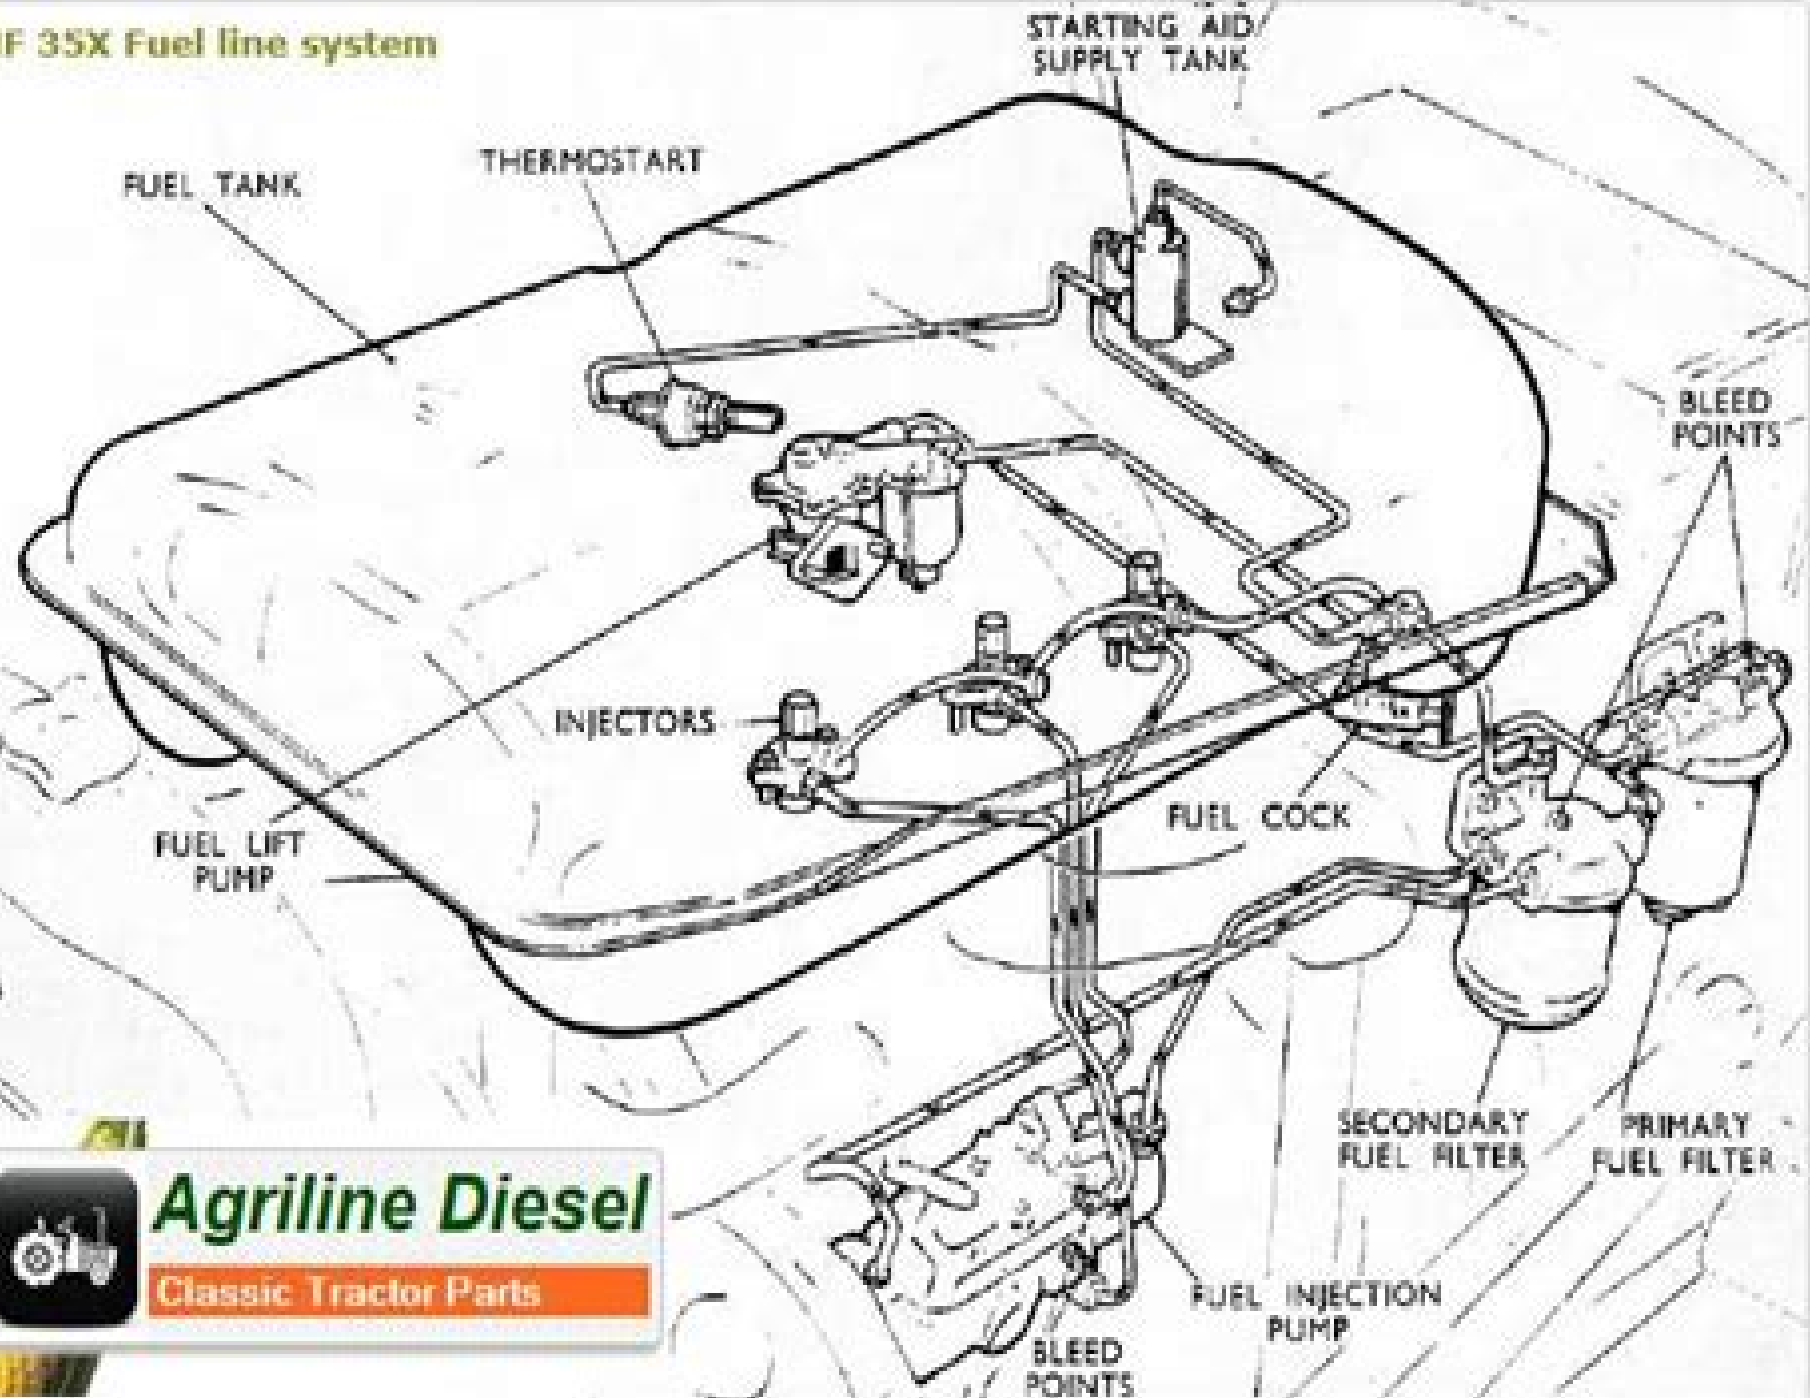 F 35X Fuel line system
STARTING AID
SUPPLY TANK
THERMOSTART
FUEL TANK
BLEED
POINTS
INJECTORS
FUEL COCK
FUEL LIFT
PUMP
SECONDARY
FUEL FILTER
PRIMARY
FUEL FILTER
Agriline Diesel
Classic Tractor Parts
FUEL INJECTION
PUMP
BLEED
POINTS